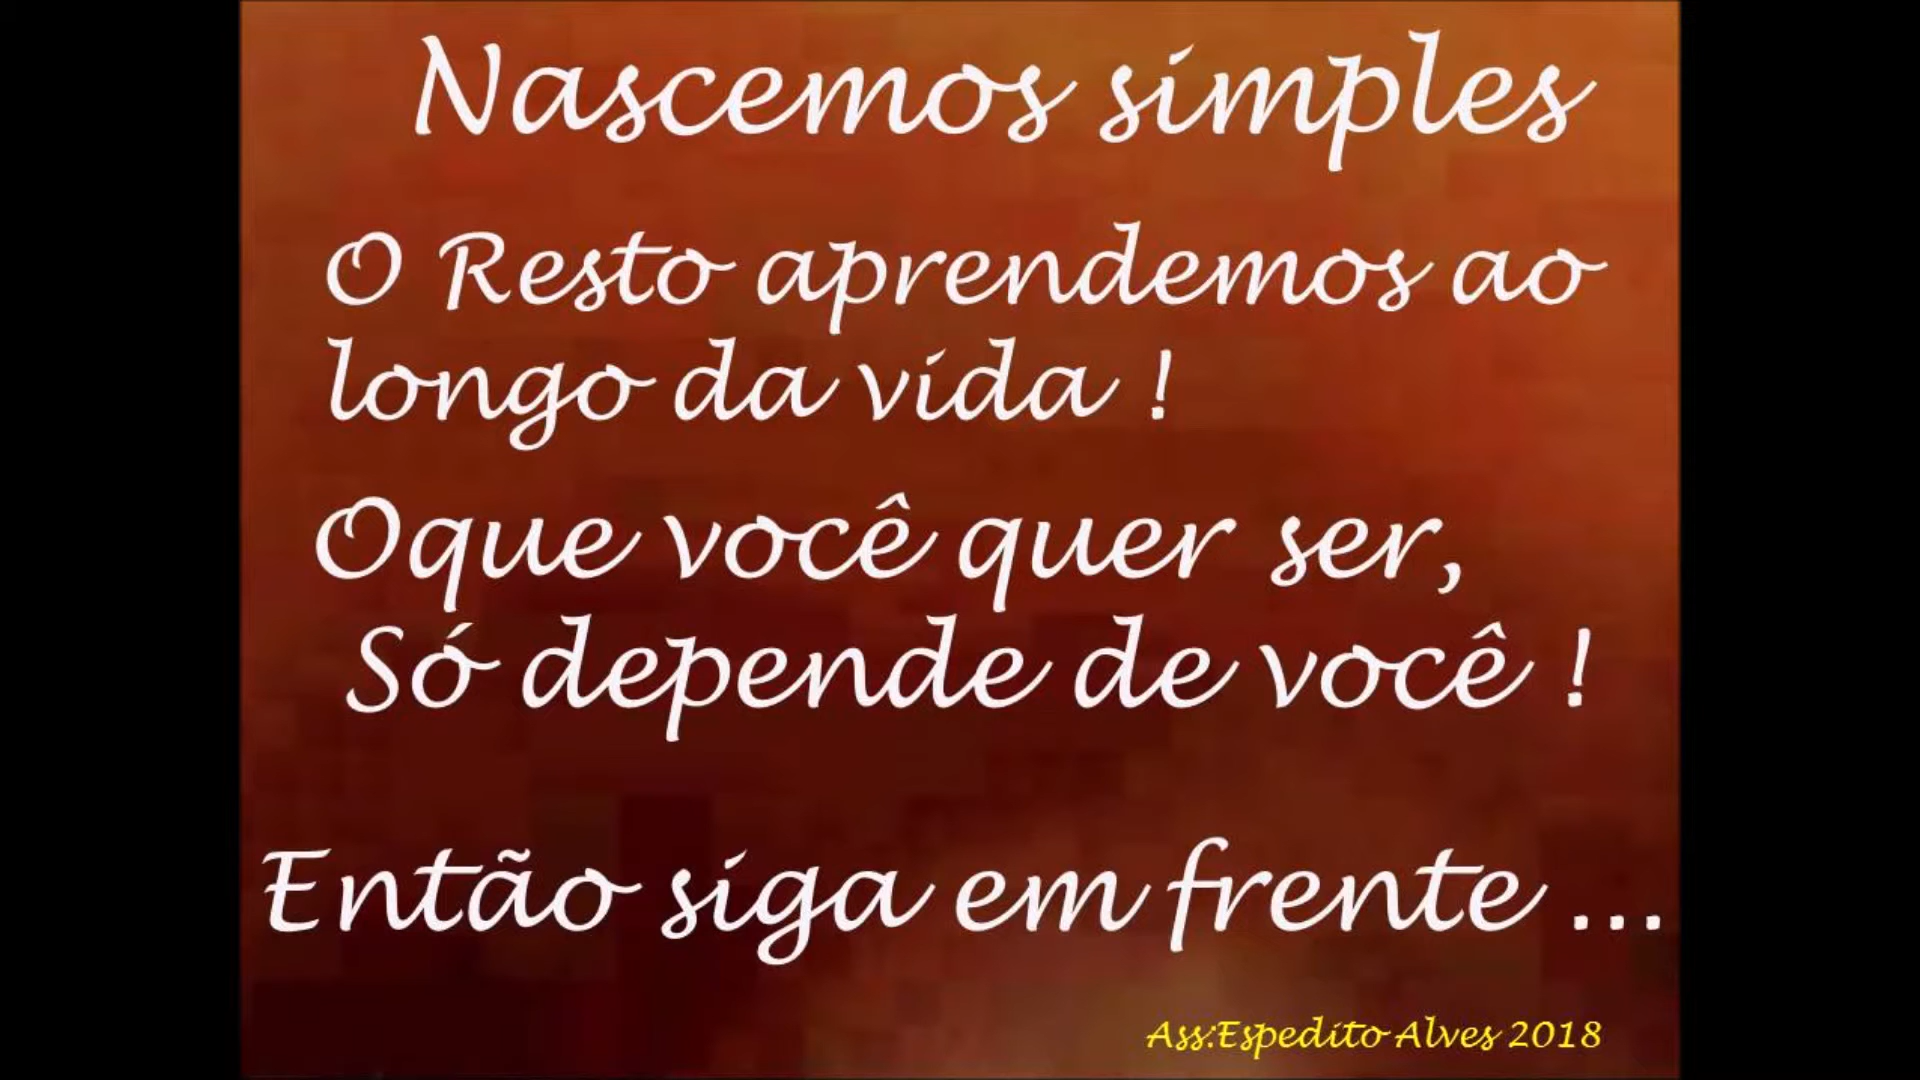 Nascemos simples
O Resto aprendemos ao
longo da vida !
Oque você quer ser,
Só depende de você !
Então siga em frente ...
Ass:Espedito Alves 2018